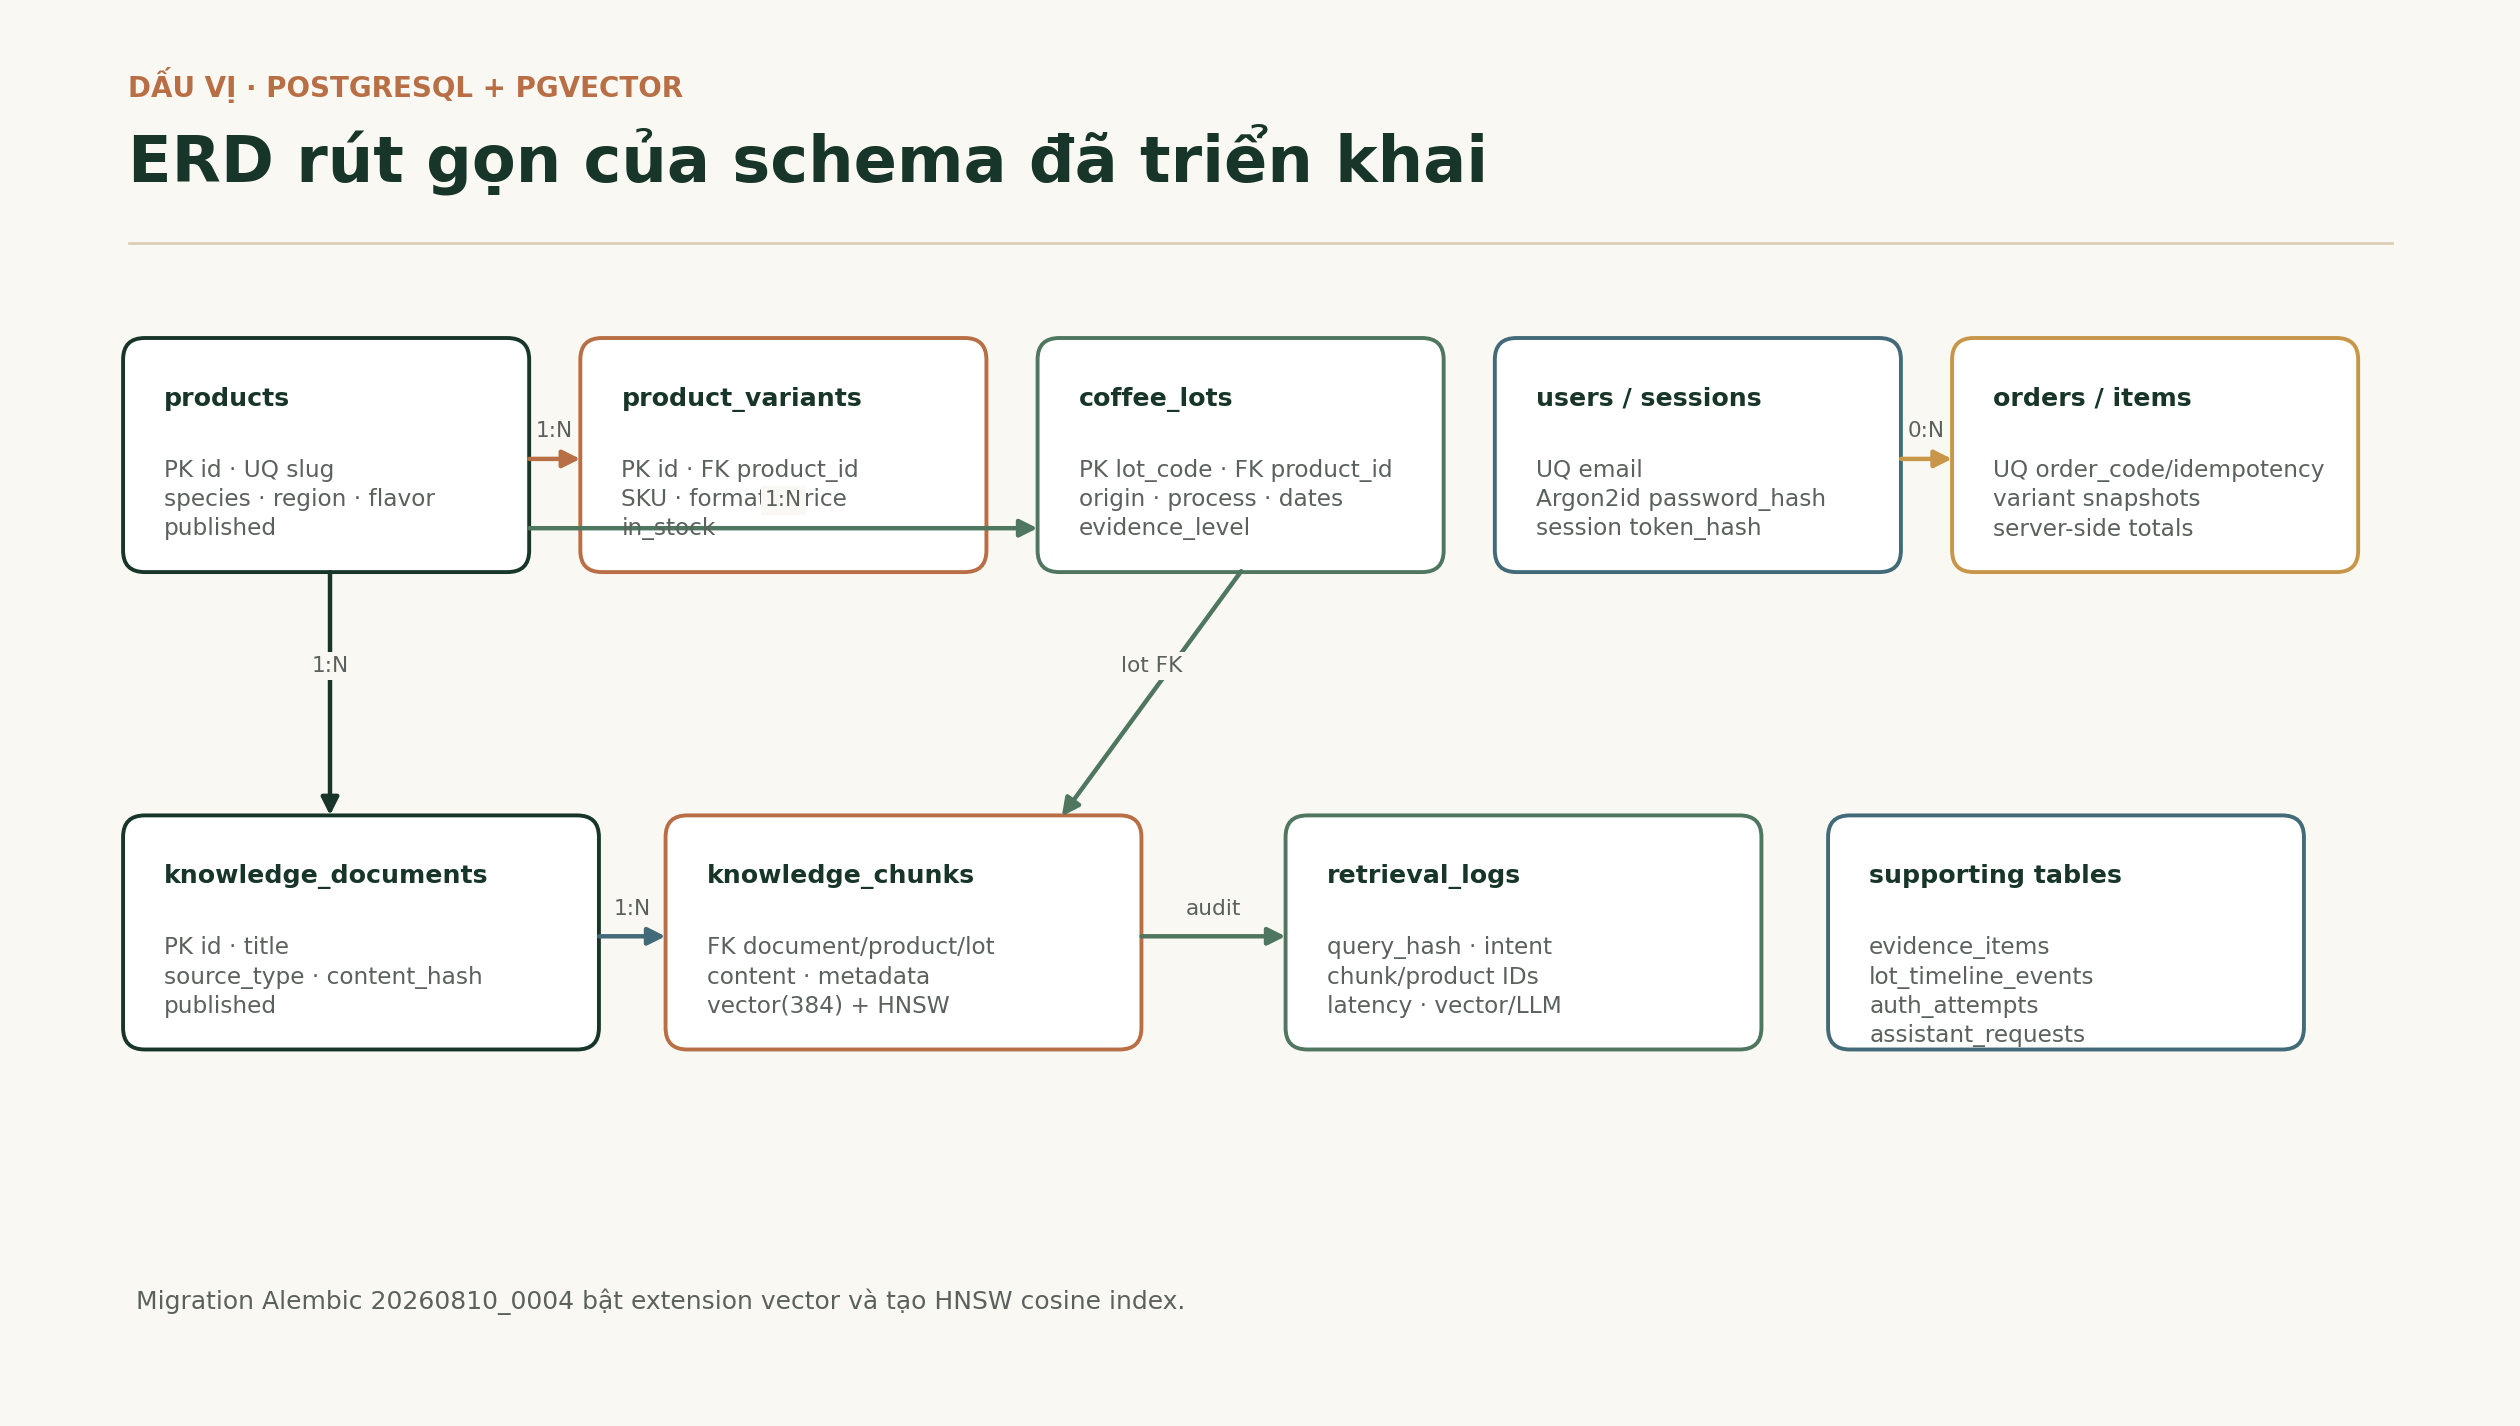 DẤU VỊ · POSTGRESQL + PGVECTOR
ERD rút gọn của schema đã triển khai
products
PK id · UQ slug
species · region · flavor
published
1:N
product_variants
PK id · FK product_id
SKU · format rice
in_stock
1:N
coffee_lots
PK lot_code · FK product_id
origin · process · dates
evidence_level
users / sessions
UQ email
Argon2id password_hash
session token_hash
0:N
orders / items
UQ order_code/idempotency
variant snapshots
server-side totals
1:N
lot FK
knowledge_documents
PK id · title
source_type · content_hash
published
1:N
knowledge_chunks
FK document/product/lot
content · metadata
vector(384) + HNSW
audit
retrieval_logs
query_hash · intent
chunk/product IDs
latency · vector/LLM
supporting tables
evidence_items
lot_timeline_events
auth_attempts
assistant_requests
Migration Alembic 20260810_0004 bật extension vector và tạo HNSW cosine index.